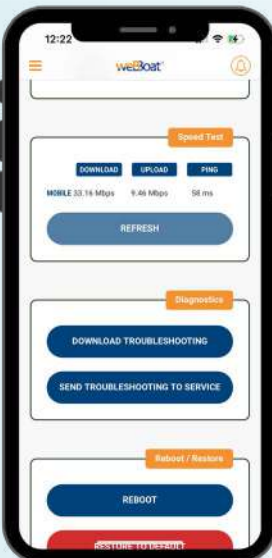 12:22
weBBoat
Speed Test
DOWNLOAD UPLOAD PING
MOBILE 33.16 Mbps 9.46 Mbps 58 ms
REFRESH
Diagnostics
DOWNLOAD TROUBLESHOOTING
SEND TROUBLESHOOTING TO SERVICE
Reboot / Restore
REBOOT
RESTORE TO DEFAULT